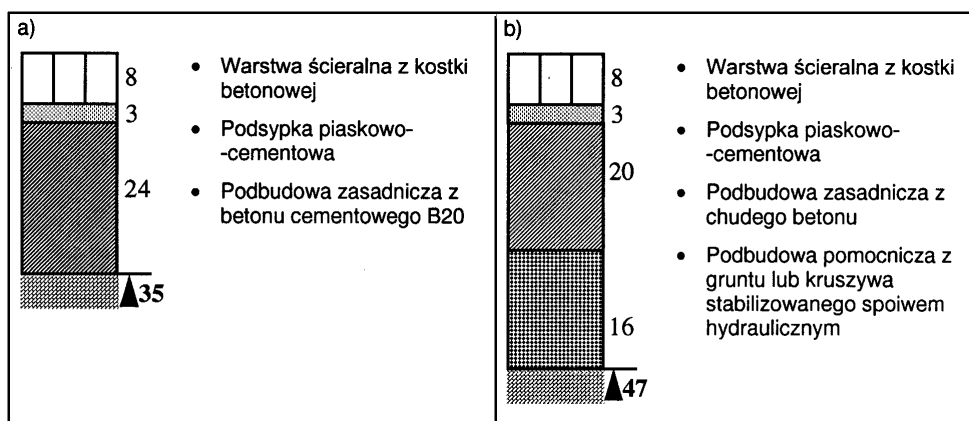 a)
8
3
24
35
• Warstwa ścieralna z kostki
betonowej
• Podsypka piaskowo-
-cementowa
• Podbudowa zasadnicza z
betonu cementowego B20
b)
8
3
20
16
47
• Warstwa ścieralna z kostki
betonowej
• Podsypka piaskowo-
-cementowa
• Podbudowa zasadnicza z
chudego betonu
• Podbudowa pomocnicza z
gruntu lub kruszywa
stabilizowanego spoiwem
hydraulicznym